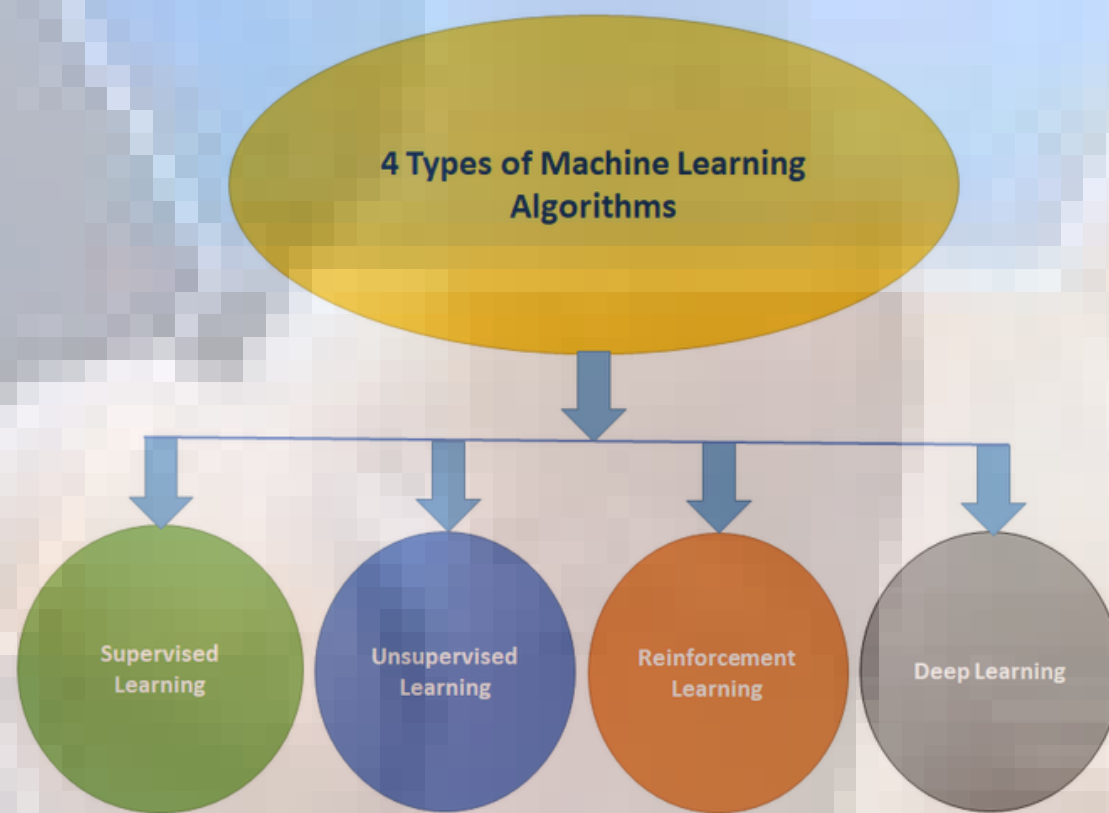 4 Types of Machine Learning
Algorithms
Supervised
Learning
Unsupervised
Learning
Reinforcement
Learning
Deep Learning